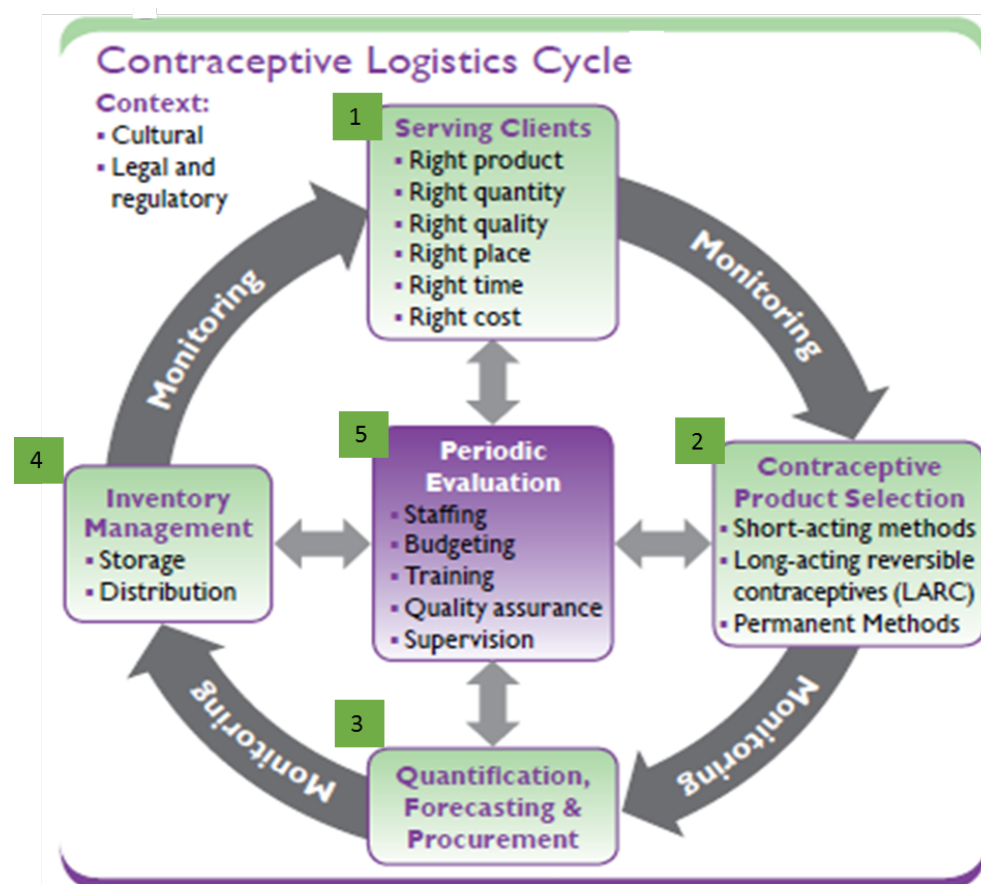 Contraceptive Logistics Cycle
Context:
▪ Cultural
▪ Legal and
regulatory
1
Serving Clients
▪ Right product
▪ Right quantity
▪ Right quality
▪ Right place
▪ Right time
▪ Right cost
Monitoring
2
Contraceptive
Product Selection
▪ Short-acting methods
▪ Long-acting reversible
contraceptives (LARC)
▪ Permanent Methods
Monitoring
3
Quantification,
Forecasting &
Procurement
Monitoring
4
Inventory
Management
▪ Storage
▪ Distribution
Monitoring
5
Periodic
Evaluation
▪ Staffing
▪ Budgeting
▪ Training
▪ Quality assurance
▪ Supervision